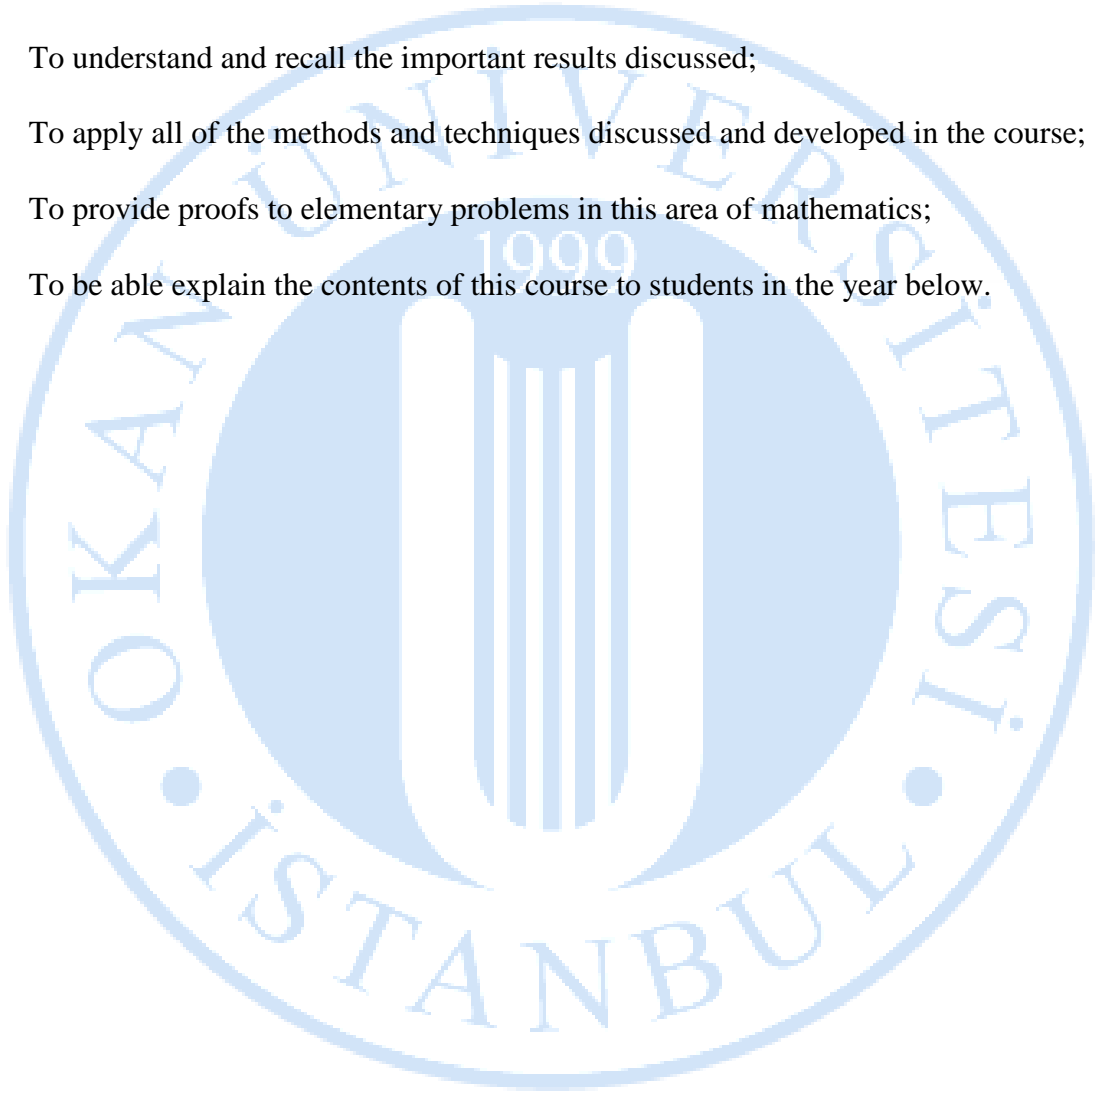 To understand and recall the important results discussed;
To apply all of the methods and techniques discussed and developed in the course;
To provide proofs to elementary problems in this area of mathematics;
To be able explain the contents of this course to students in the year below.
OKAN ÜNİVERSİTESİ
1999
İSTANBUL